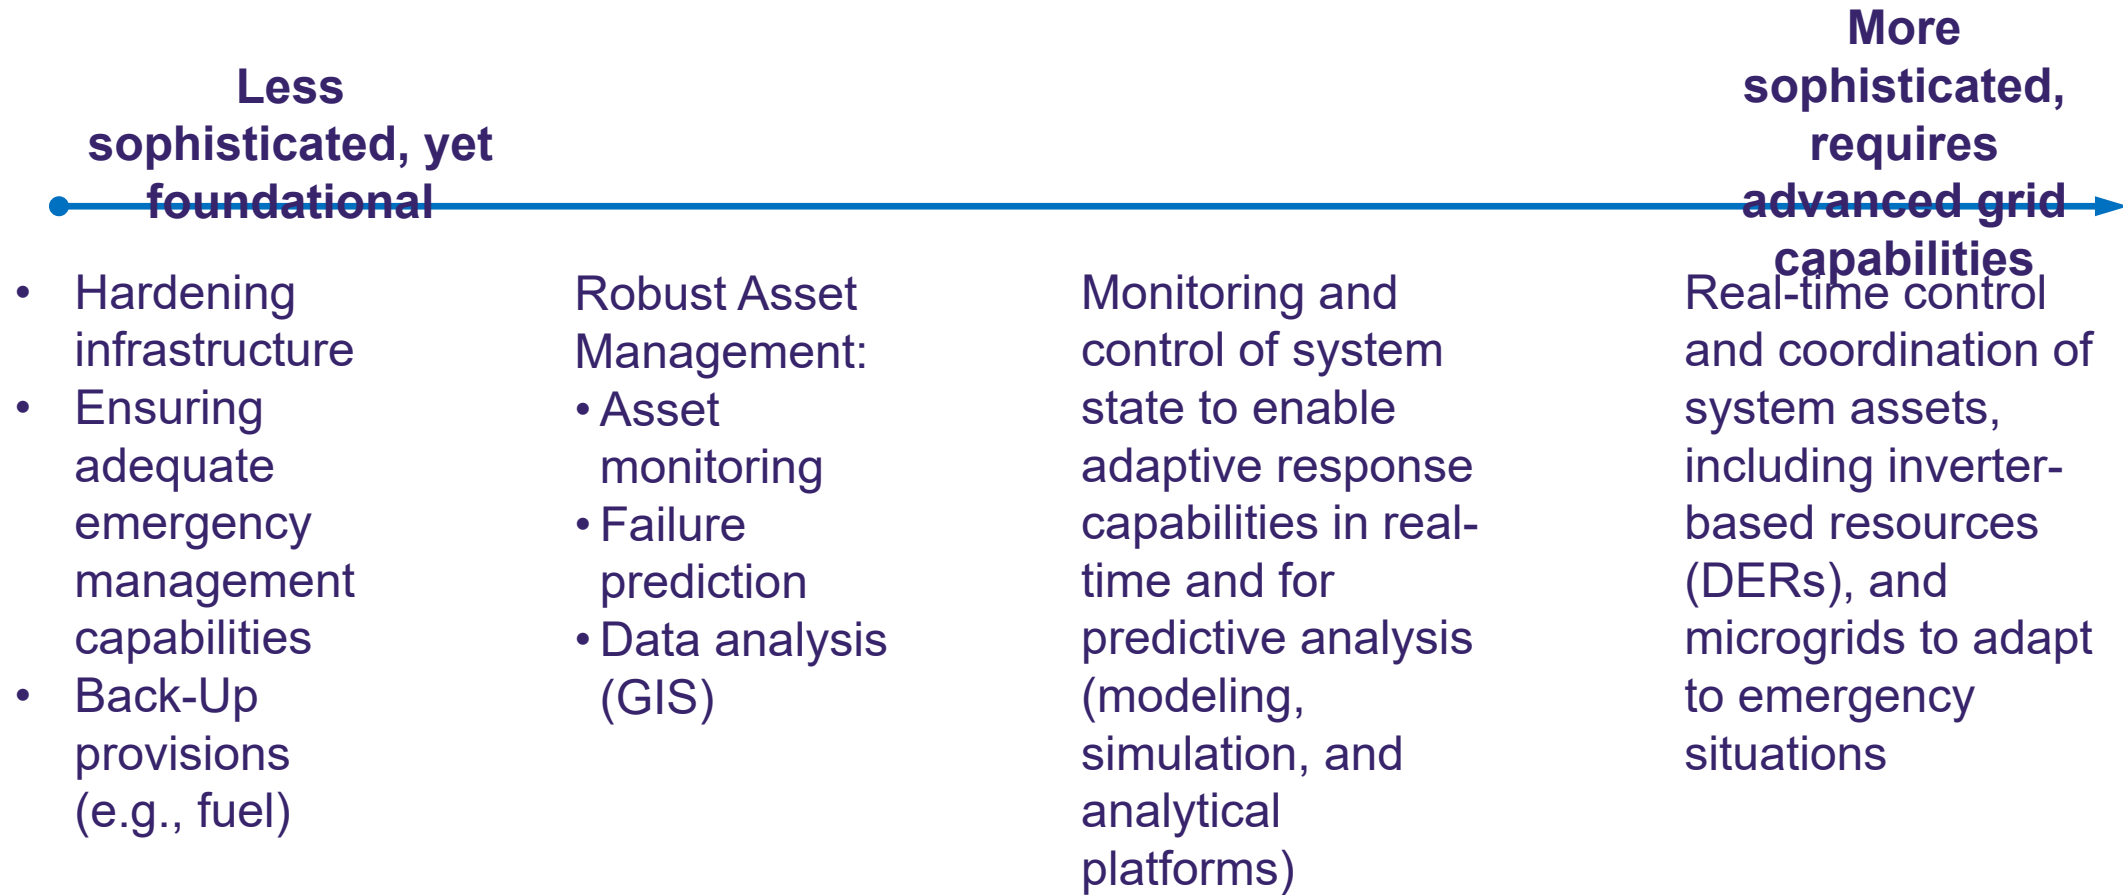 Less
sophisticated, yet
foundational
More
sophisticated,
requires
advanced grid
capabilities
• Hardening
infrastructure
• Ensuring
adequate
emergency
management
capabilities
• Back-Up
provisions
(e.g., fuel)
Robust Asset
Management:
• Asset
monitoring
• Failure
prediction
• Data analysis
(GIS)
Monitoring and
control of system
state to enable
adaptive response
capabilities in real-
time and for
predictive analysis
(modeling,
simulation, and
analytical
platforms)
Real-time control
and coordination of
system assets,
including inverter-
based resources
(DERs), and
microgrids to adapt
to emergency
situations